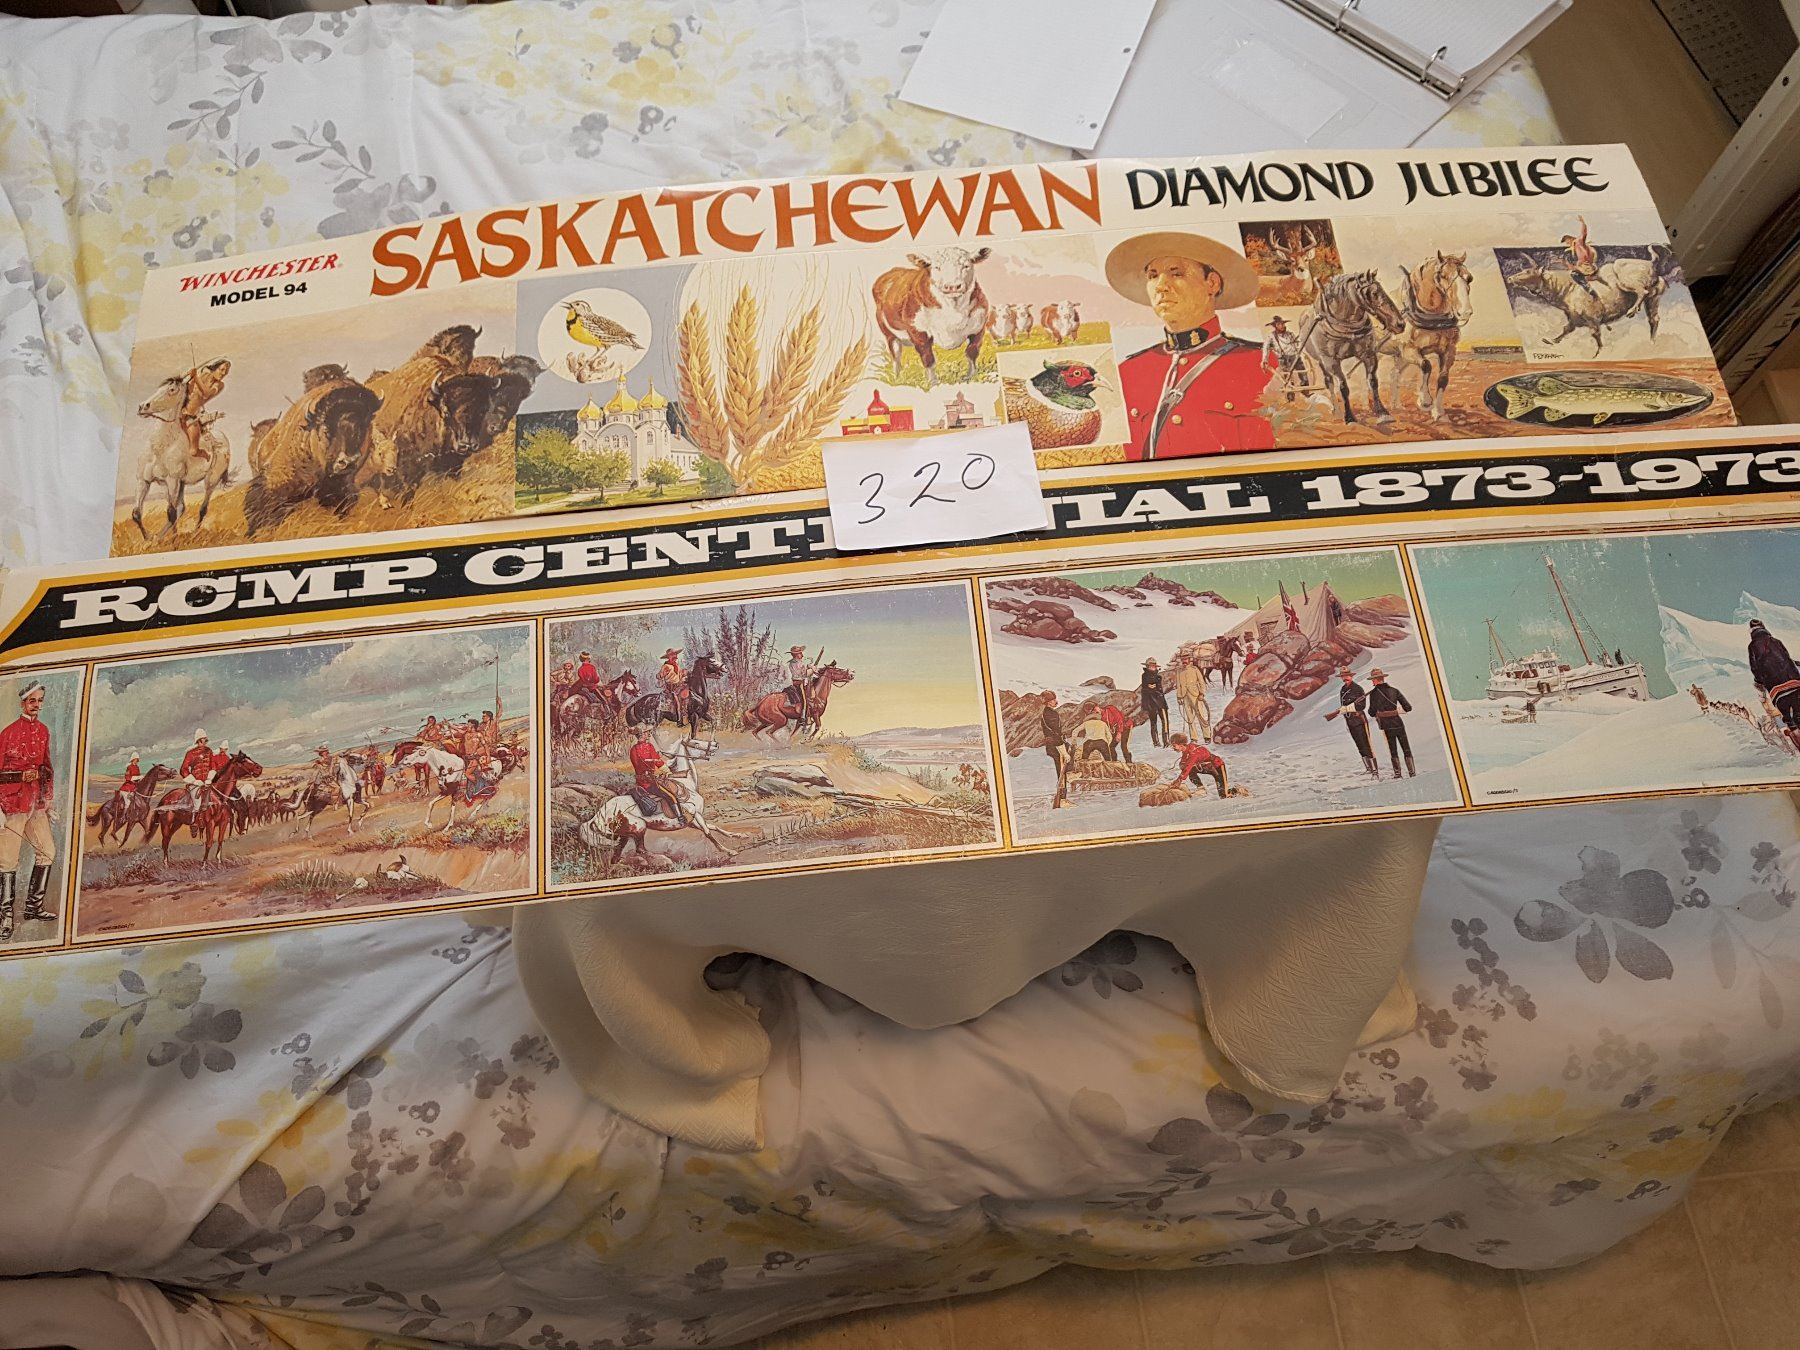 WINCHESTER®
MODEL 94
SASKATCHEWAN
DIAMOND JUBILEE
320
RCMP CENT IAL 1873-1973